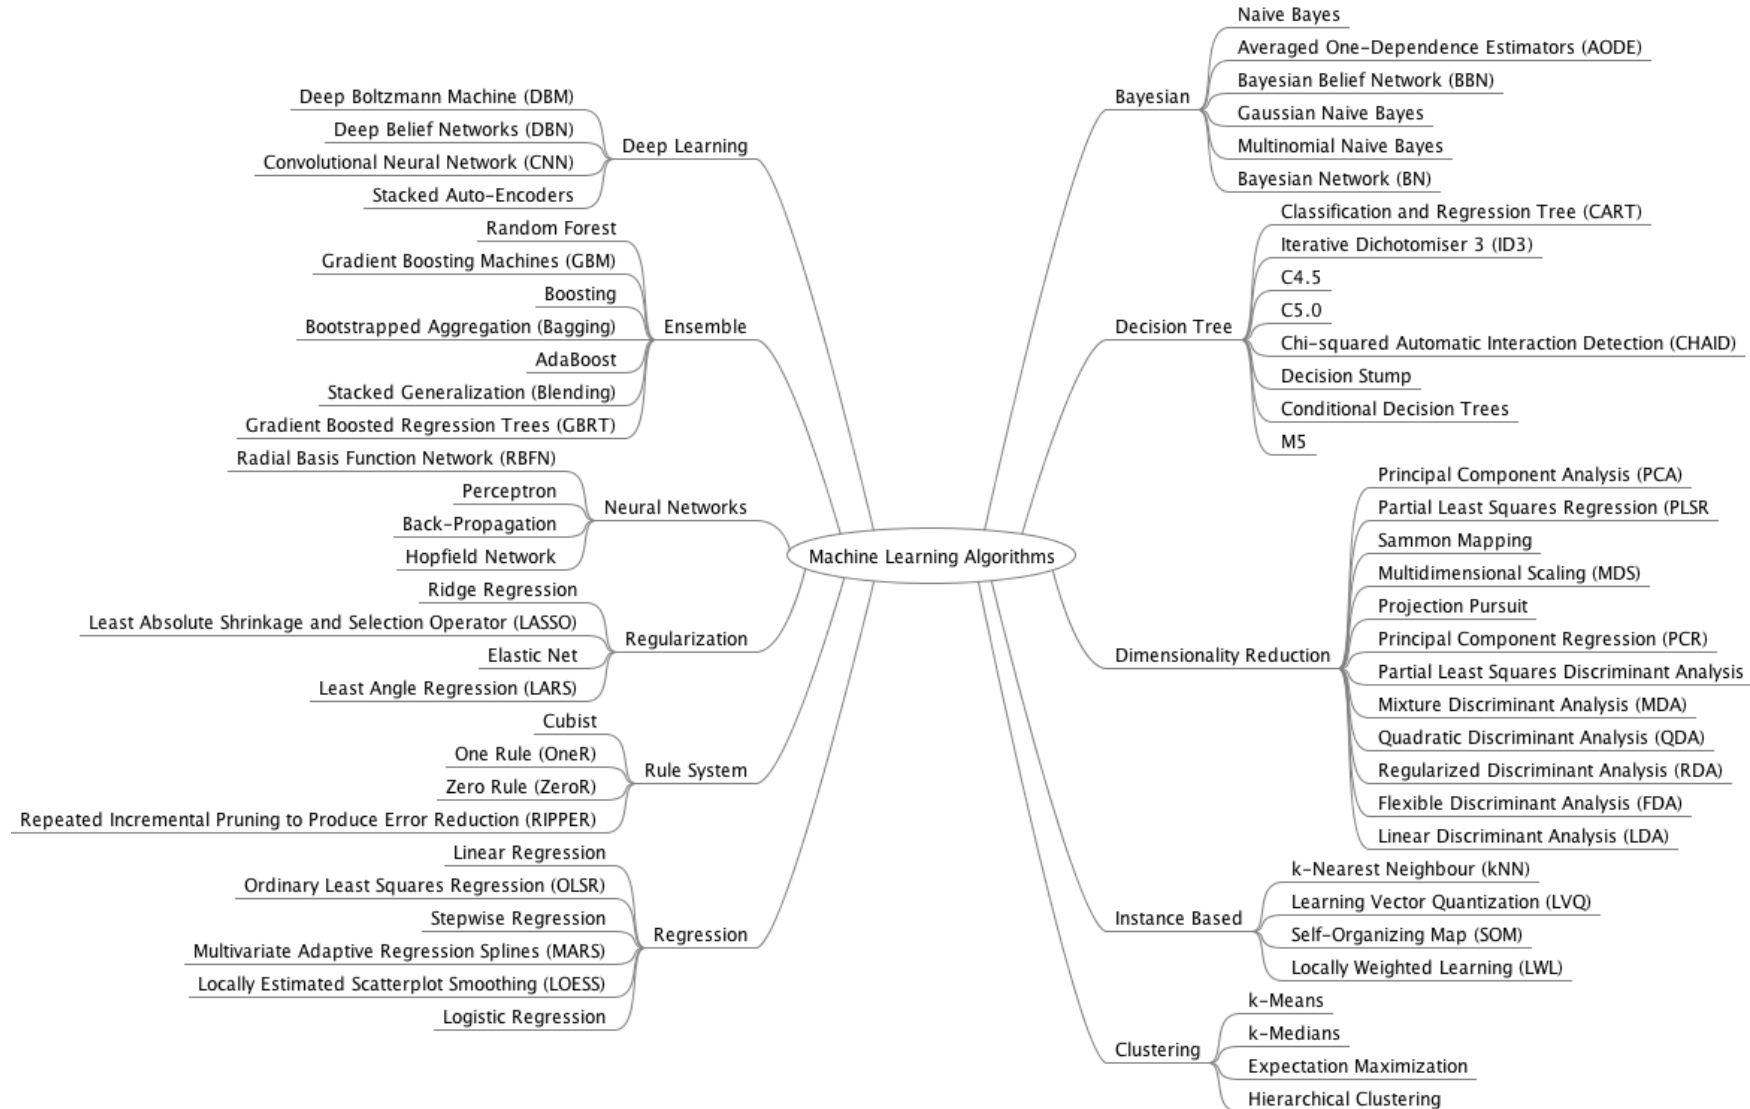 Machine Learning Algorithms
Deep Learning
Deep Boltzmann Machine (DBM)
Deep Belief Networks (DBN)
Convolutional Neural Network (CNN)
Stacked Auto-Encoders
Ensemble
Random Forest
Gradient Boosting Machines (GBM)
Boosting
Bootstrapped Aggregation (Bagging)
AdaBoost
Stacked Generalization (Blending)
Gradient Boosted Regression Trees (GBRT)
Neural Networks
Radial Basis Function Network (RBFN)
Perceptron
Back-Propagation
Hopfield Network
Regularization
Ridge Regression
Least Absolute Shrinkage and Selection Operator (LASSO)
Elastic Net
Least Angle Regression (LARS)
Rule System
Cubist
One Rule (OneR)
Zero Rule (ZeroR)
Repeated Incremental Pruning to Produce Error Reduction (RIPPER)
Regression
Linear Regression
Ordinary Least Squares Regression (OLSR)
Stepwise Regression
Multivariate Adaptive Regression Splines (MARS)
Locally Estimated Scatterplot Smoothing (LOESS)
Logistic Regression
Bayesian
Naive Bayes
Averaged One-Dependence Estimators (AODE)
Bayesian Belief Network (BBN)
Gaussian Naive Bayes
Multinomial Naive Bayes
Bayesian Network (BN)
Decision Tree
Classification and Regression Tree (CART)
Iterative Dichotomiser 3 (ID3)
C4.5
C5.0
Chi-squared Automatic Interaction Detection (CHAID)
Decision Stump
Conditional Decision Trees
M5
Dimensionality Reduction
Principal Component Analysis (PCA)
Partial Least Squares Regression (PLSR
Sammon Mapping
Multidimensional Scaling (MDS)
Projection Pursuit
Principal Component Regression (PCR)
Partial Least Squares Discriminant Analysis
Mixture Discriminant Analysis (MDA)
Quadratic Discriminant Analysis (QDA)
Regularized Discriminant Analysis (RDA)
Flexible Discriminant Analysis (FDA)
Linear Discriminant Analysis (LDA)
Instance Based
k-Nearest Neighbour (kNN)
Learning Vector Quantization (LVQ)
Self-Organizing Map (SOM)
Locally Weighted Learning (LWL)
Clustering
k-Means
k-Medians
Expectation Maximization
Hierarchical Clustering